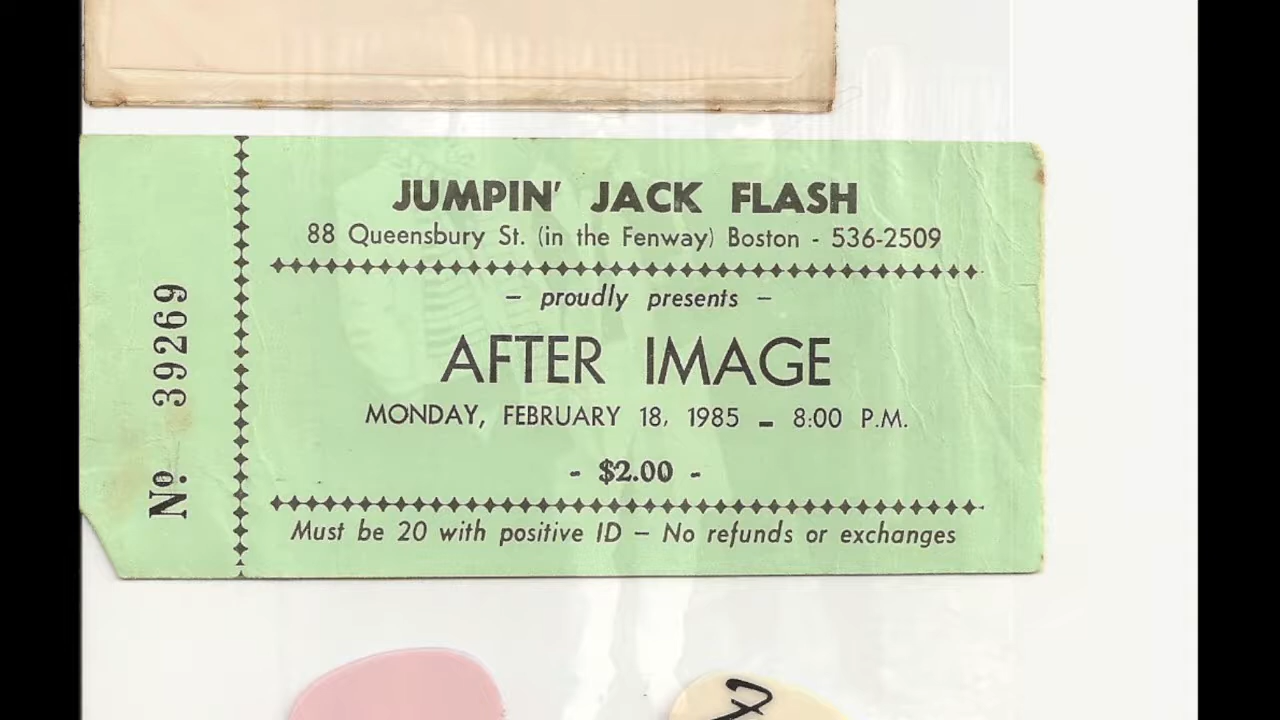 JUMPIN' JACK FLASH
88 Queensbury St. (in the Fenway) Boston - 536-2509
– proudly presents –
AFTER IMAGE
MONDAY, FEBRUARY 18, 1985 – 8:00 P.M.
- $2.00 -
Must be 20 with positive ID – No refunds or exchanges
Nº. 39269